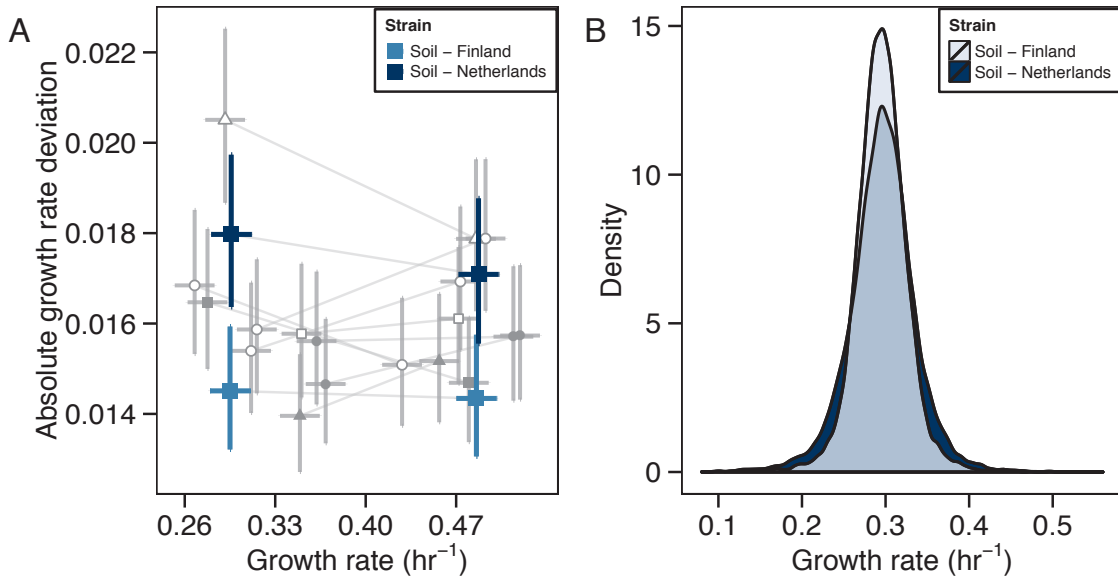 A
Absolute growth rate deviation
0.022
0.020
0.018
0.016
0.014
Strain
Soil – Finland
Soil – Netherlands
0.26 0.33 0.40 0.47
Growth rate (hr⁻¹)
B
Density
15
10
5
0
Strain
Soil – Finland
Soil – Netherlands
0.1 0.2 0.3 0.4 0.5
Growth rate (hr⁻¹)